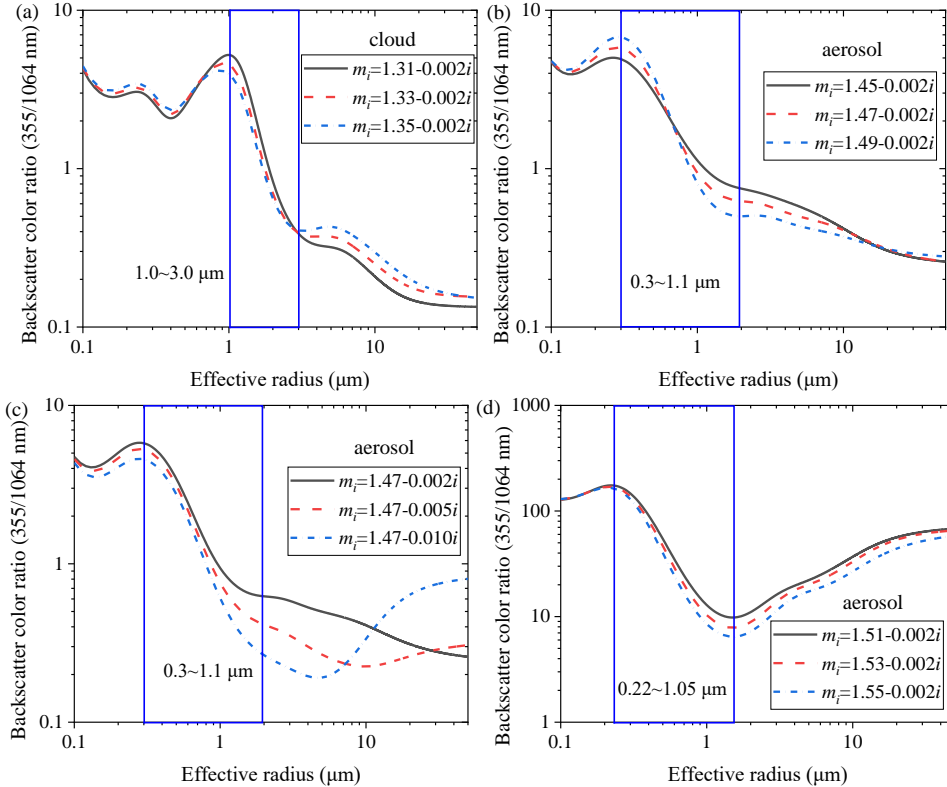 (a)
Backscatter color ratio (355/1064 nm)
10
1
0.1
cloud
mi=1.31-0.002i
mi=1.33-0.002i
mi=1.35-0.002i
1.0~3.0 μm
0.1 1 10
Effective radius (μm)
(b)
Backscatter color ratio (355/1064 nm)
10
1
0.1
aerosol
mi=1.45-0.002i
mi=1.47-0.002i
mi=1.49-0.002i
0.3~1.1 μm
0.1 1 10
Effective radius (μm)
(c)
Backscatter color ratio (355/1064 nm)
10
1
0.1
aerosol
mi=1.47-0.002i
mi=1.47-0.005i
mi=1.47-0.010i
0.3~1.1 μm
0.1 1 10
Effective radius (μm)
(d)
Backscatter color ratio (355/1064 nm)
1000
100
10
1
aerosol
mi=1.51-0.002i
mi=1.53-0.002i
mi=1.55-0.002i
0.22~1.05 μm
0.1 1 10
Effective radius (μm)